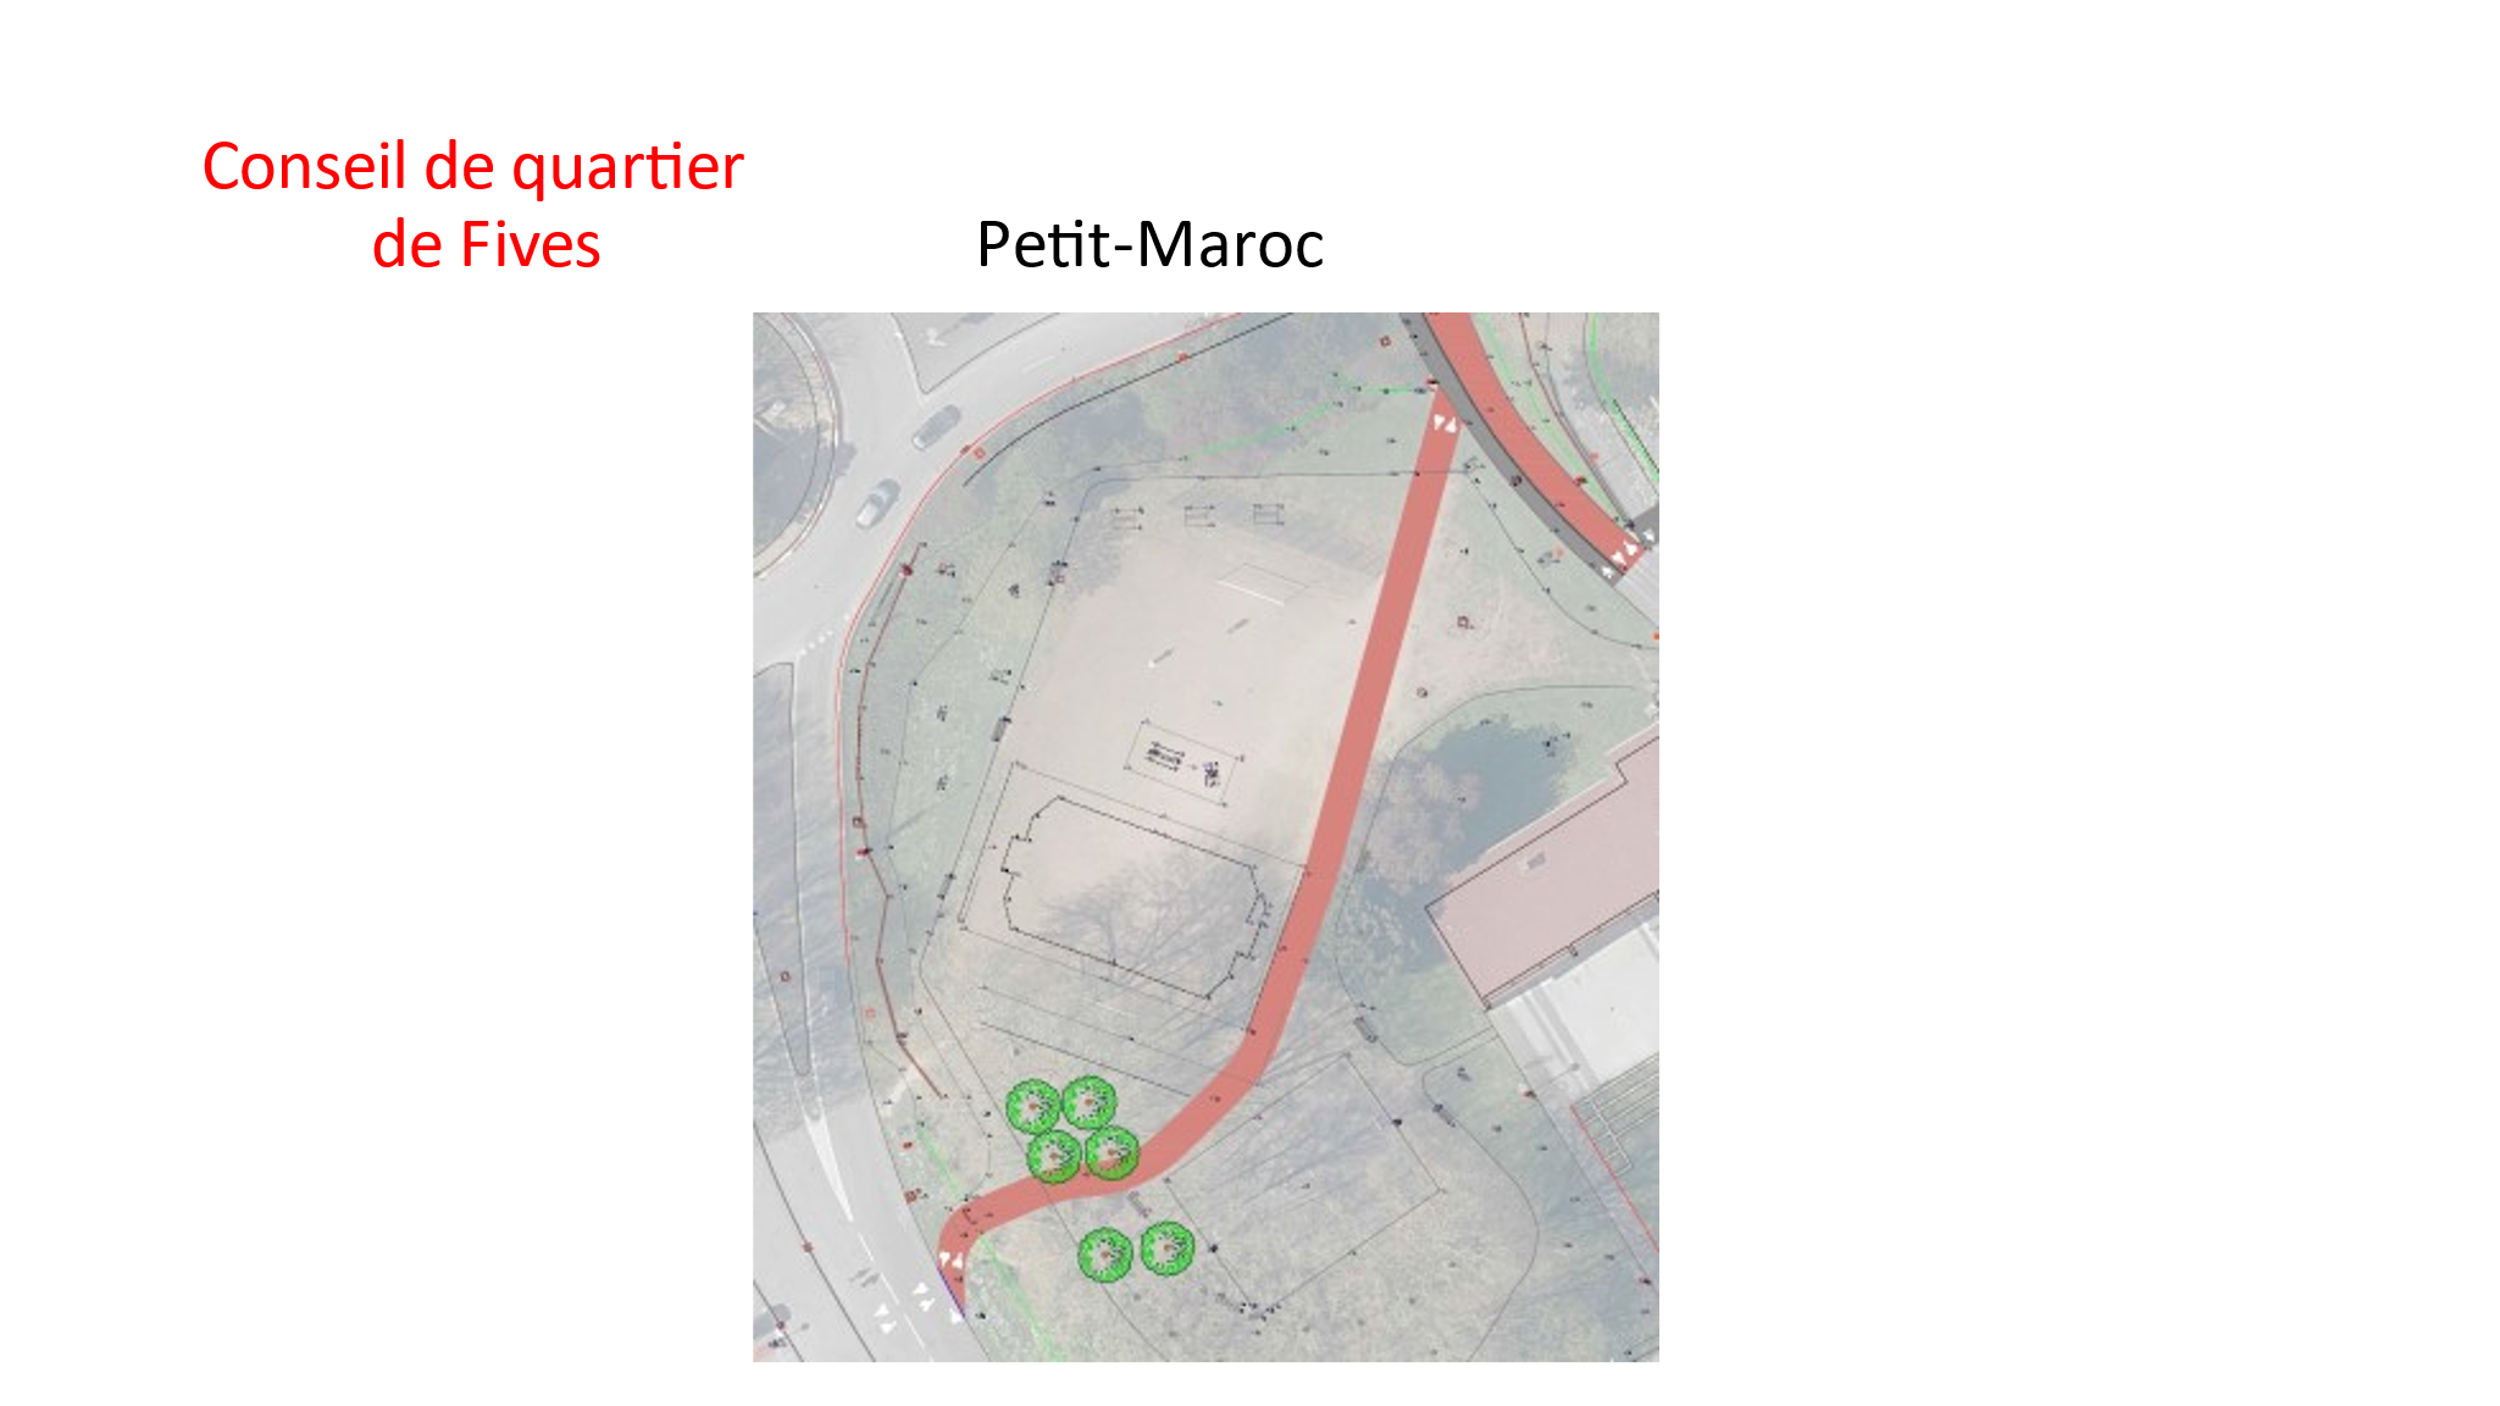 Conseil de quartier
de Fives
Petit-Maroc